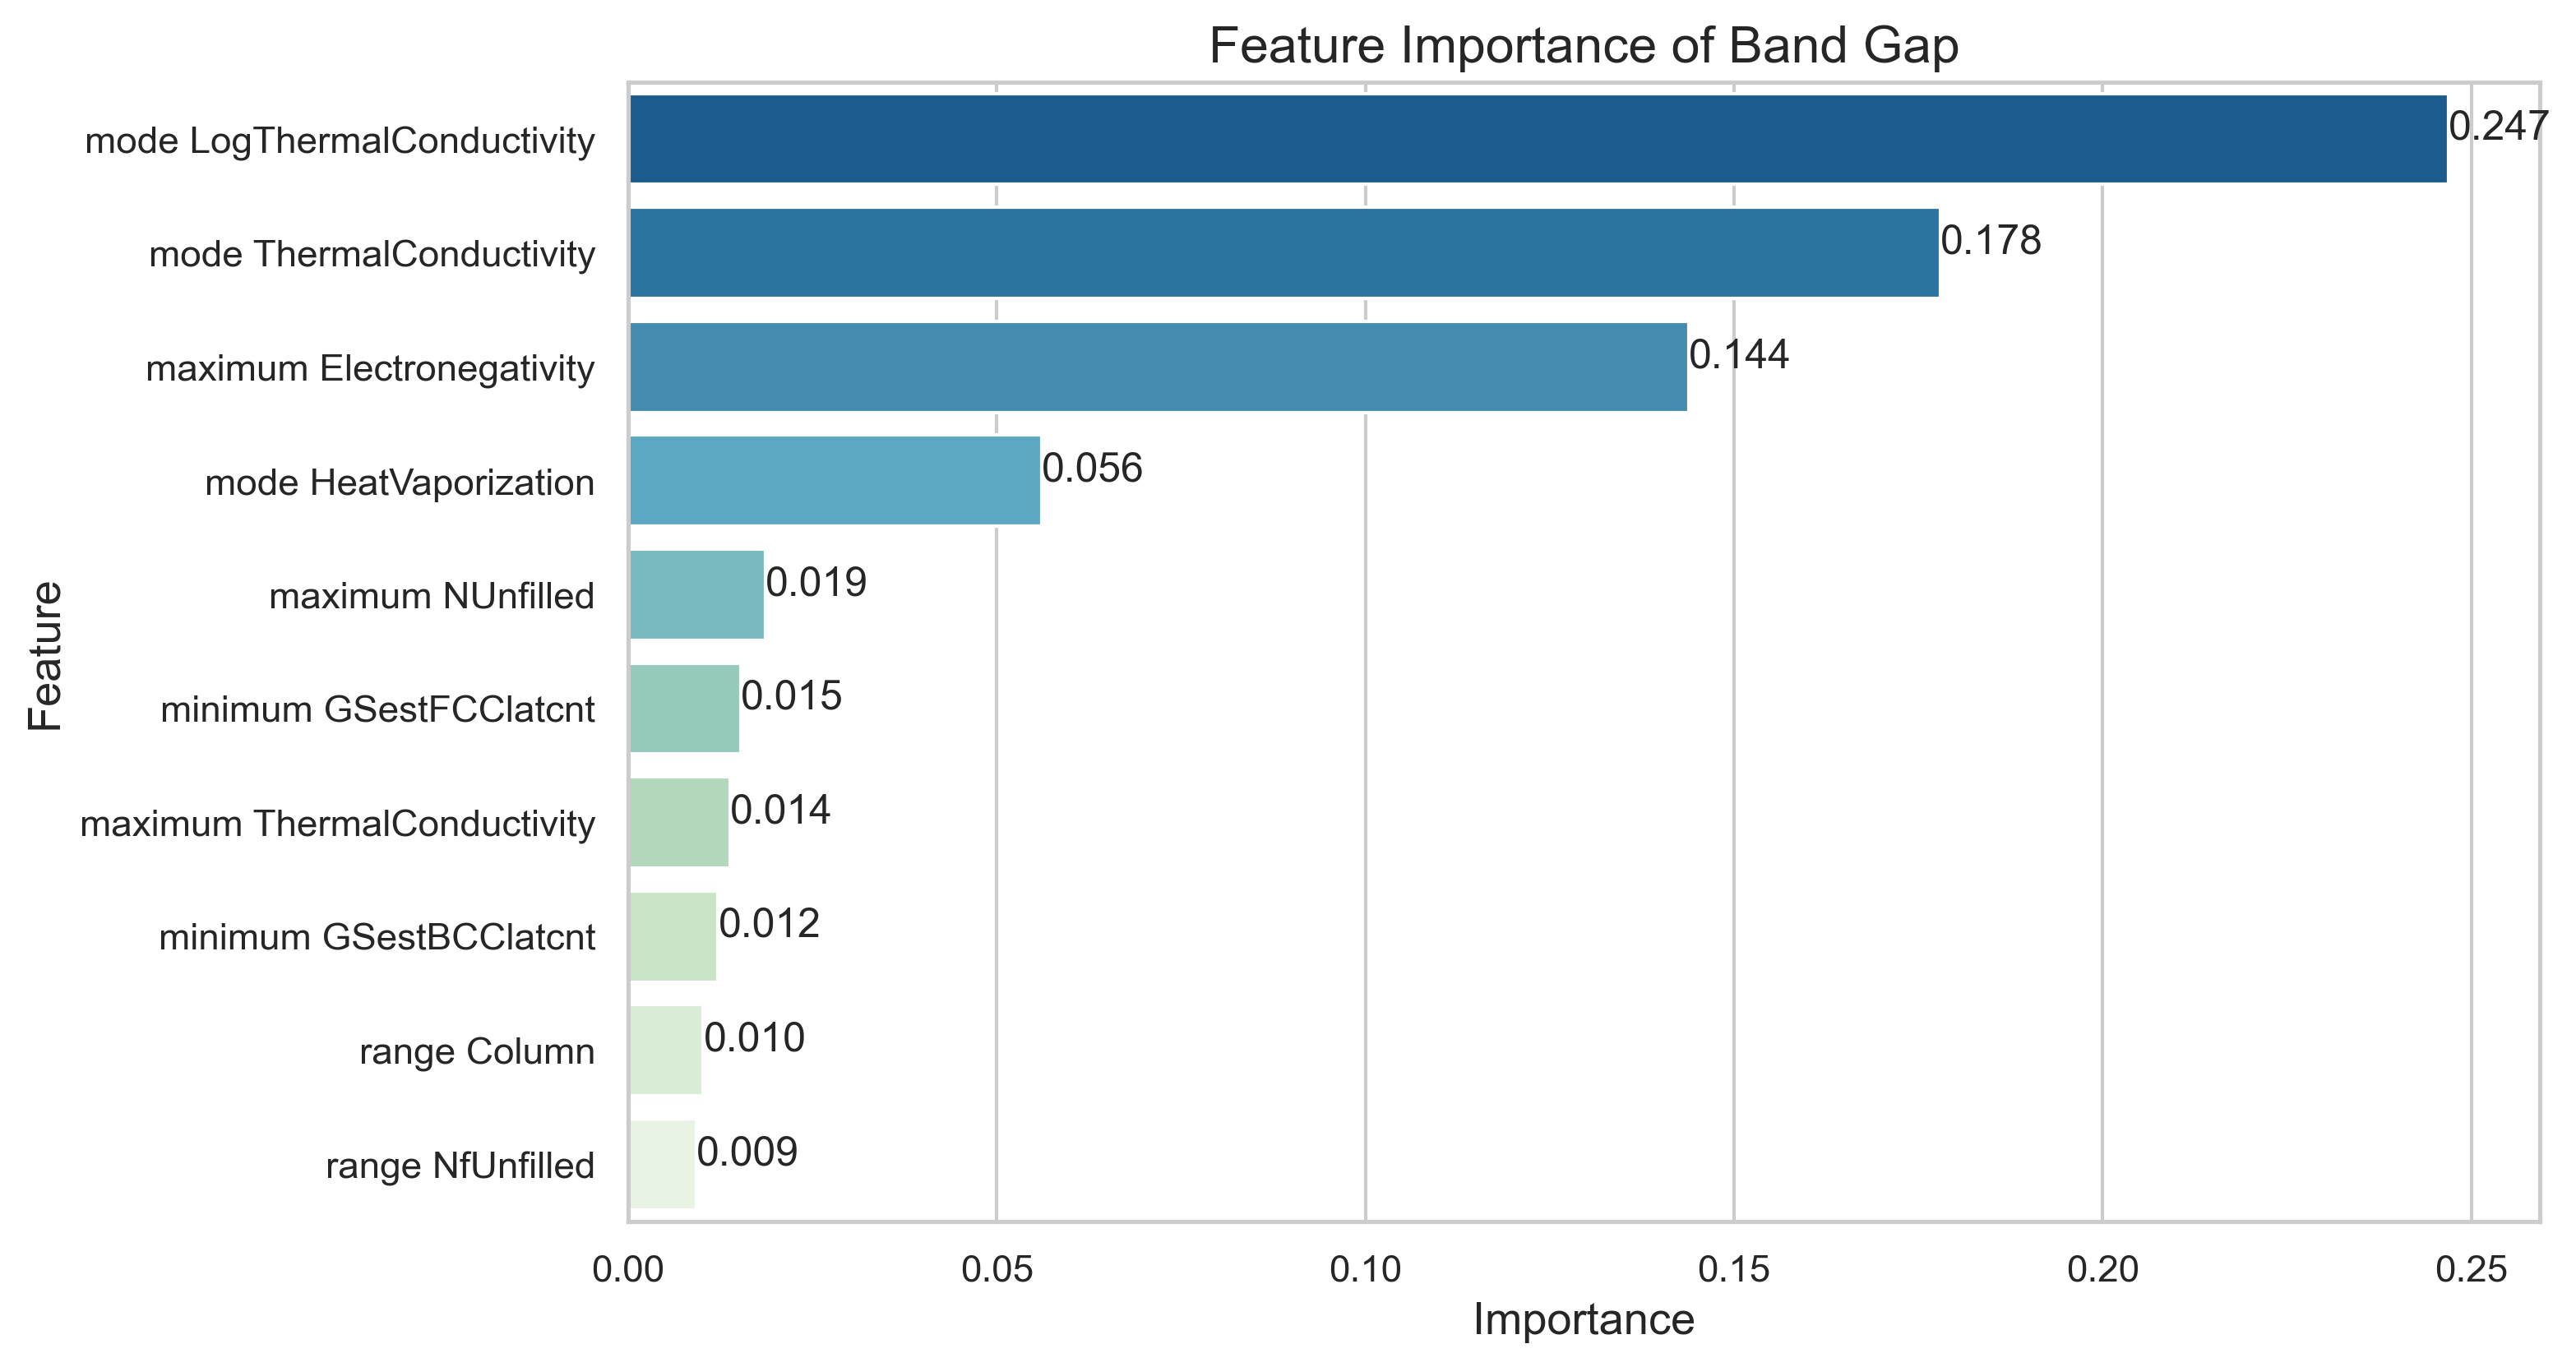 Feature Importance of Band Gap
mode LogThermalConductivity 0.247
mode ThermalConductivity 0.178
maximum Electronegativity 0.144
mode HeatVaporization 0.056
maximum NUnfilled 0.019
minimum GSestFCClatcnt 0.015
maximum ThermalConductivity 0.014
minimum GSestBCClatcnt 0.012
range Column 0.010
range NfUnfilled 0.009
Feature
0.00 0.05 0.10 0.15 0.20 0.25
Importance